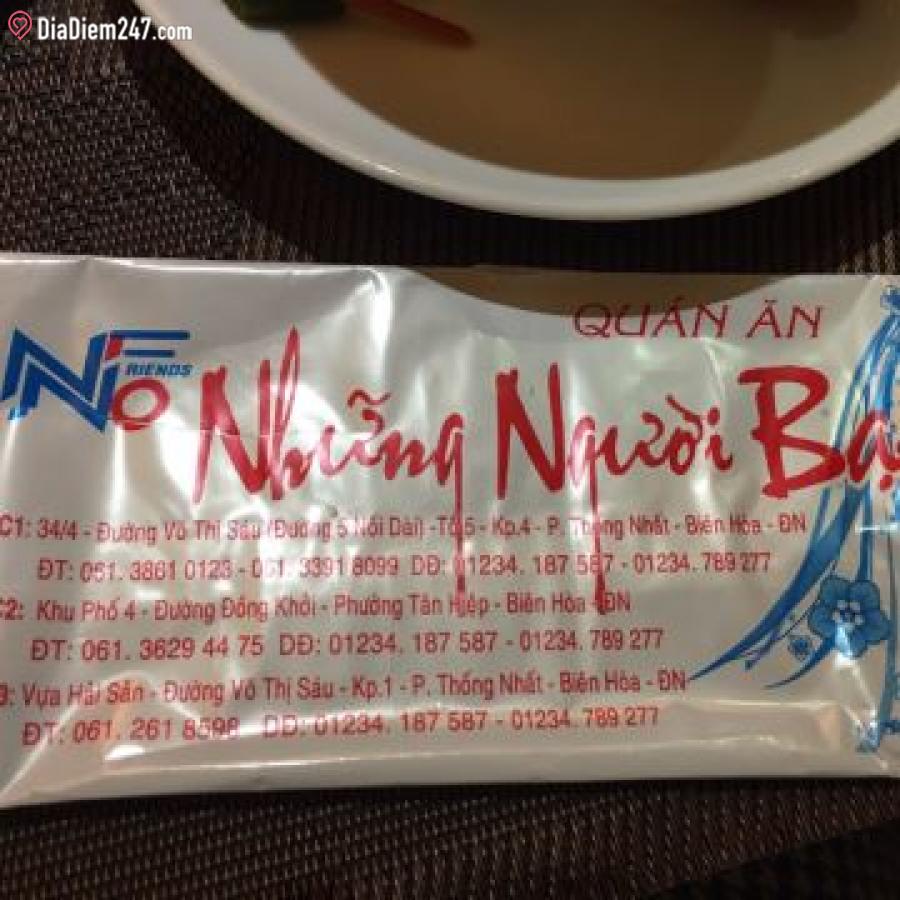 DiaDiem247.com
QUÁN ĂN
NNFo RIENDS
Những Người Bạ
C1: 34/4 - Đường Võ Thị Sáu (Đường 5 Nối Dài) - Tổ 5 - Kp.4 - P. Thống Nhất - Biên Hòa - ĐN
ĐT: 061. 3861 0123 - 061. 3391 8099 DĐ: 01234. 187 587 - 01234. 789 277
C2: Khu Phố 4 - Đường Đồng Khởi - Phường Tân Hiệp - Biên Hòa - ĐN
ĐT: 061. 3629 44 75 DĐ: 01234. 187 587 - 01234. 789 277
3: Vựa Hải Sản - Đường Võ Thị Sáu - Kp.1 - P. Thống Nhất - Biên Hòa - ĐN
ĐT: 061. 261 8598 DĐ: 01234. 187 587 - 01234. 789 277